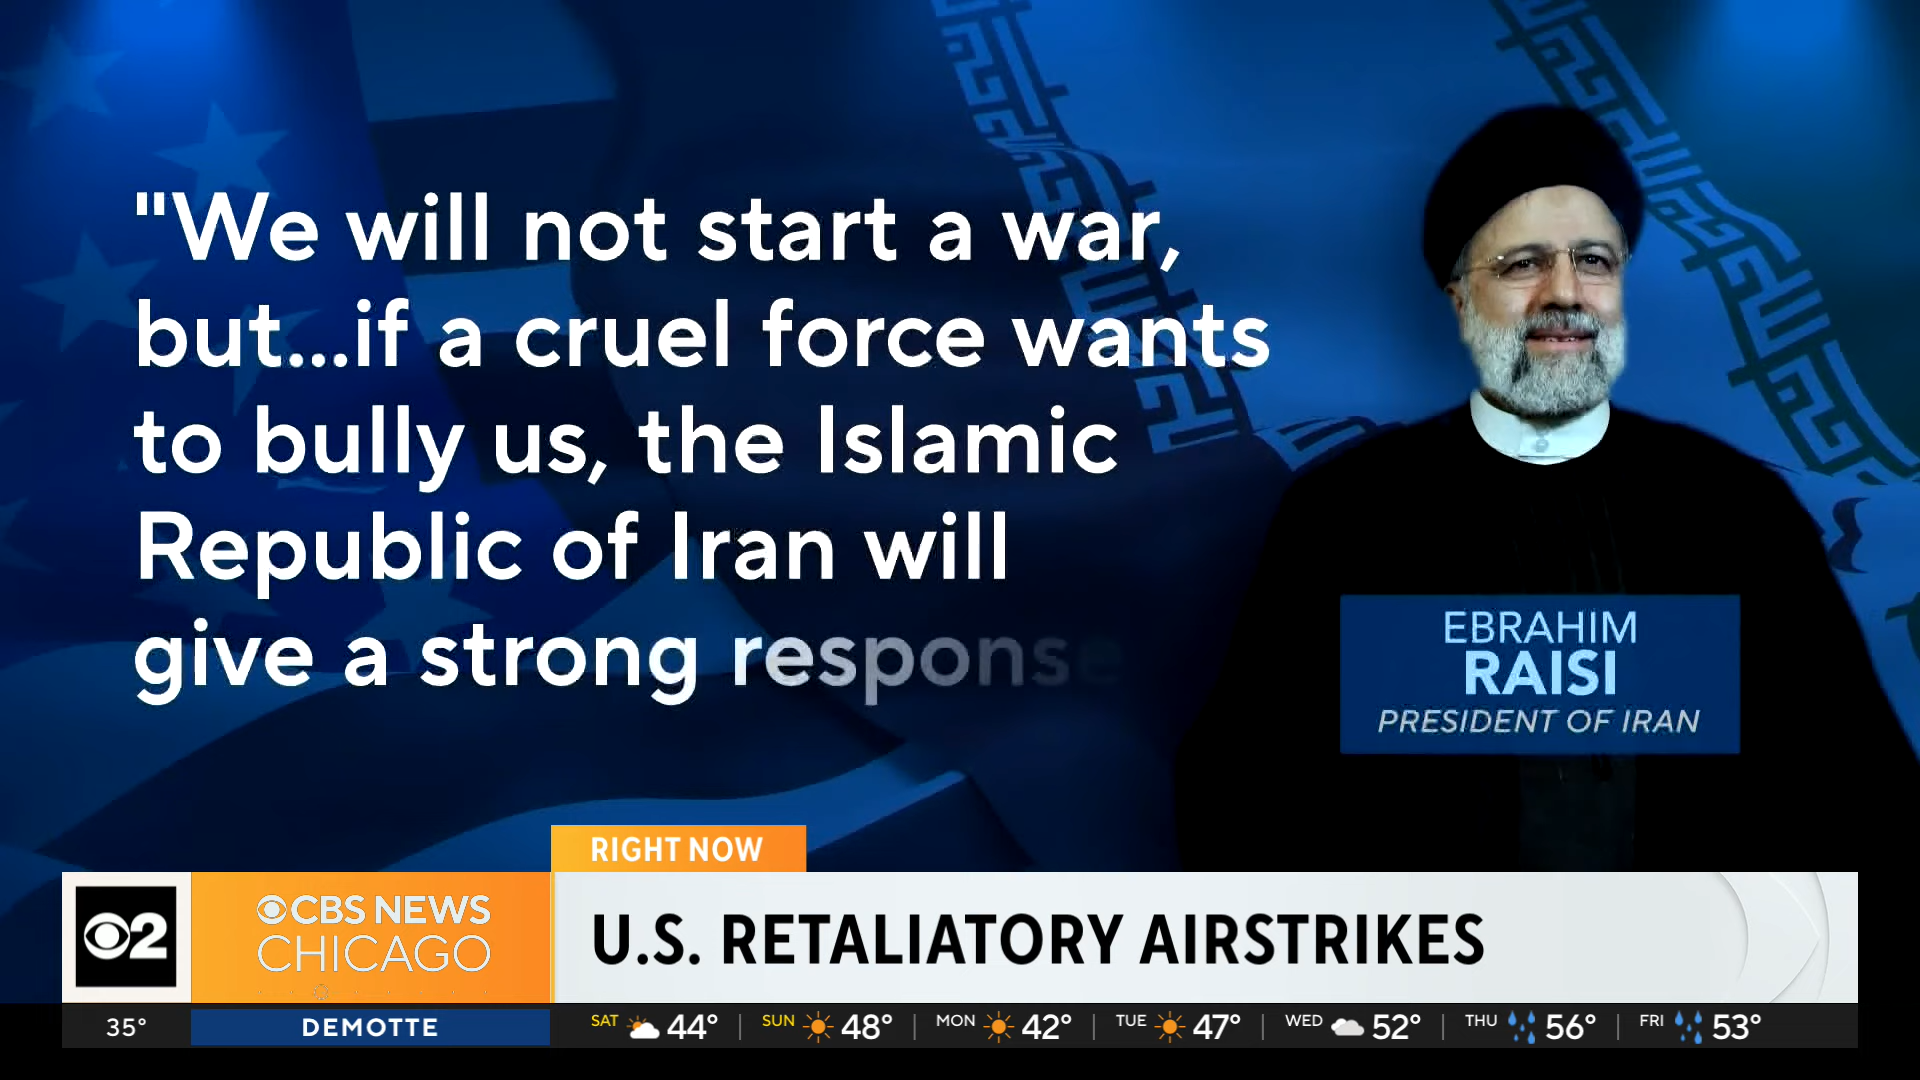 "We will not start a war,
but...if a cruel force wants
to bully us, the Islamic
Republic of Iran will
give a strong response
EBRAHIM
RAISI
PRESIDENT OF IRAN
RIGHT NOW
2
CBS NEWS
CHICAGO
U.S. RETALIATORY AIRSTRIKES
35° DEMOTTE SAT 44° SUN 48° MON 42° TUE 47° WED 52° THU 56° FRI 53°